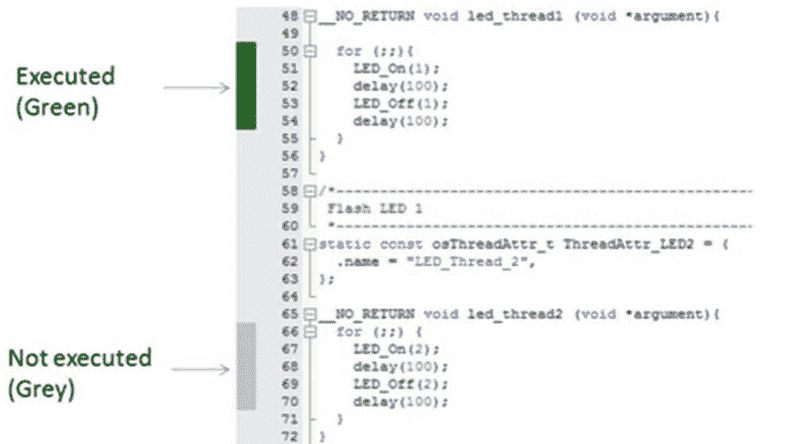 Executed
(Green)
Not executed
(Grey)
48 __NO_RETURN void led_thread1 (void *argument){
49
50 for (;;){
51 LED_On(1);
52 delay(100);
53 LED_Off(1);
54 delay(100);
55 }
56 }
57
58 /*----------------------------------------------------
59 Flash LED 1
60 *----------------------------------------------------
61 static const osThreadAttr_t ThreadAttr_LED2 = {
62 .name = "LED_Thread_2",
63 };
64
65 __NO_RETURN void led_thread2 (void *argument){
66 for (;;) {
67 LED_On(2);
68 delay(100);
69 LED_Off(2);
70 delay(100);
71 }
72 }